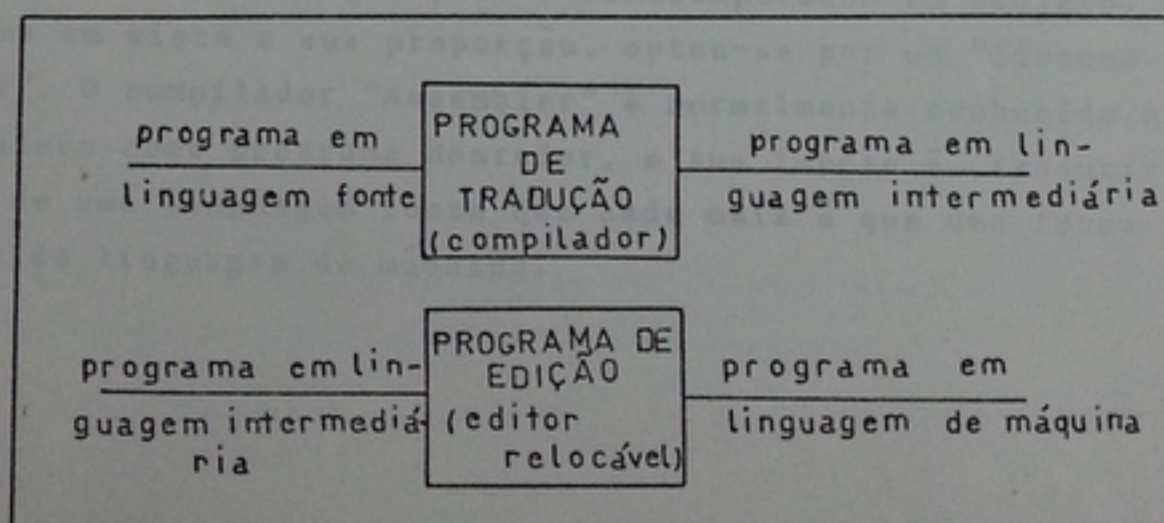 programa em
linguagem fonte
PROGRAMA
DE
TRADUÇÃO
(compilador)
programa em lin-
guagem intermediária
programa em lin-
guagem intermediá-
ria
PROGRAMA DE
EDIÇÃO
(editor
relocável)
programa em
linguagem de máquina